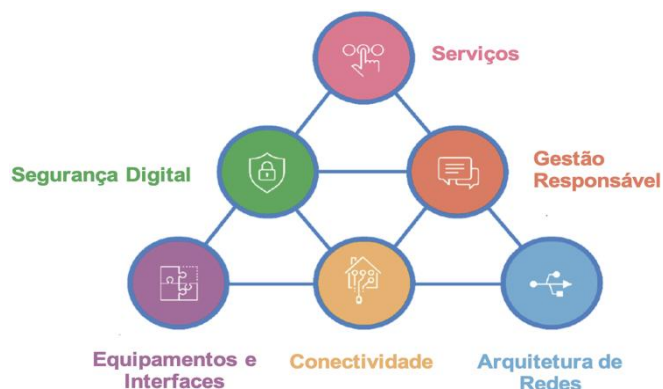 Serviços
Segurança Digital
Gestão
Responsável
Equipamentos e
Interfaces
Conectividade
Arquitetura de
Redes